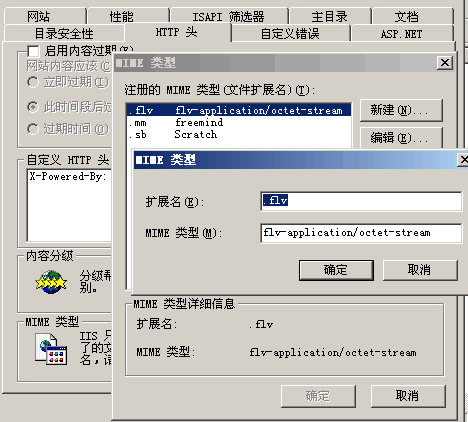 网站 性能 ISAPI 筛选器 主目录 文档
目录安全性 HTTP 头 自定义错误 ASP.NET
启用内容过期(E)
网站内容应该(C)
立即过期(I)
此时间段后过
过期时间(O)
自定义 HTTP 头
X-Powered-By:
内容分级
分级帮
别。
MIME 类型
IIS 只
了的文
名，请
MIME 类型
注册的 MIME 类型(文件扩展名)(T):
.flv flv-application/octet-stream
.mm freemind
.sb Scratch
新建(N)...
编辑(E)...
MIME 类型
扩展名(E): .flv
MIME 类型(M): flv-application/octet-stream
确定 取消
MIME 类型详细信息
扩展名: .flv
MIME 类型: flv-application/octet-stream
确定 取消